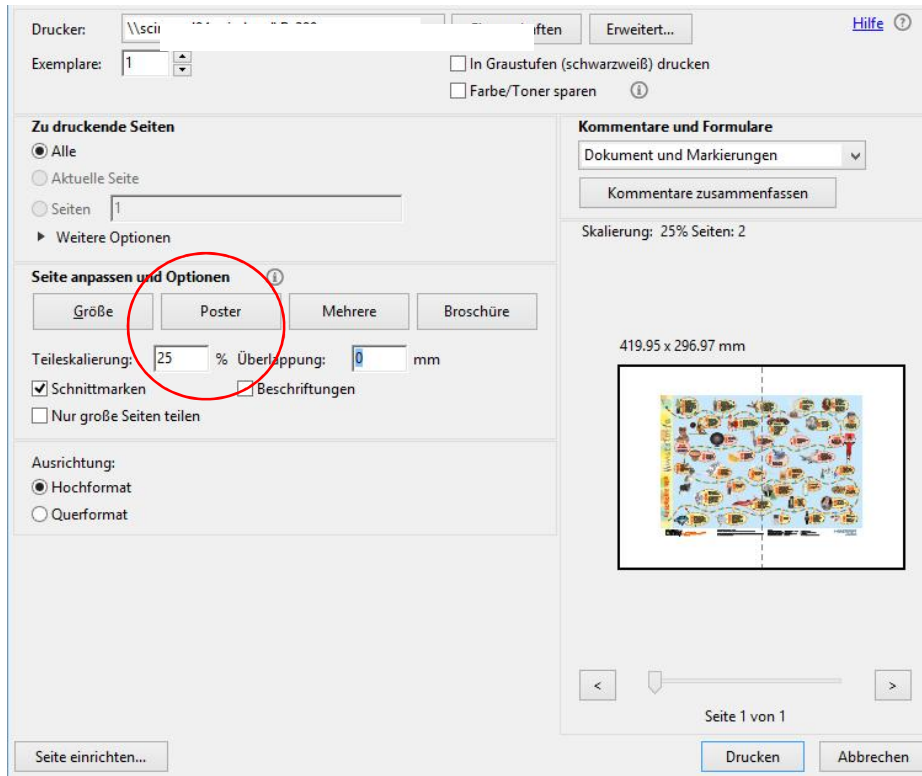 Drucker:
Erweitert...
Hilfe
Exemplare: 1
In Graustufen (schwarzweiß) drucken
Farbe/Toner sparen
Zu druckende Seiten
Alle
Aktuelle Seite
Seiten 1
Weitere Optionen
Kommentare und Formulare
Dokument und Markierungen
Kommentare zusammenfassen
Skalierung: 25% Seiten: 2
Seite anpassen und Optionen
Größe Poster Mehrere Broschüre
Teileskalierung: 25 % Überlappung: 0 mm
Schnittmarken Beschriftungen
Nur große Seiten teilen
Ausrichtung:
Hochformat
Querformat
419.95 x 296.97 mm
< >
Seite 1 von 1
Seite einrichten... Drucken Abbrechen